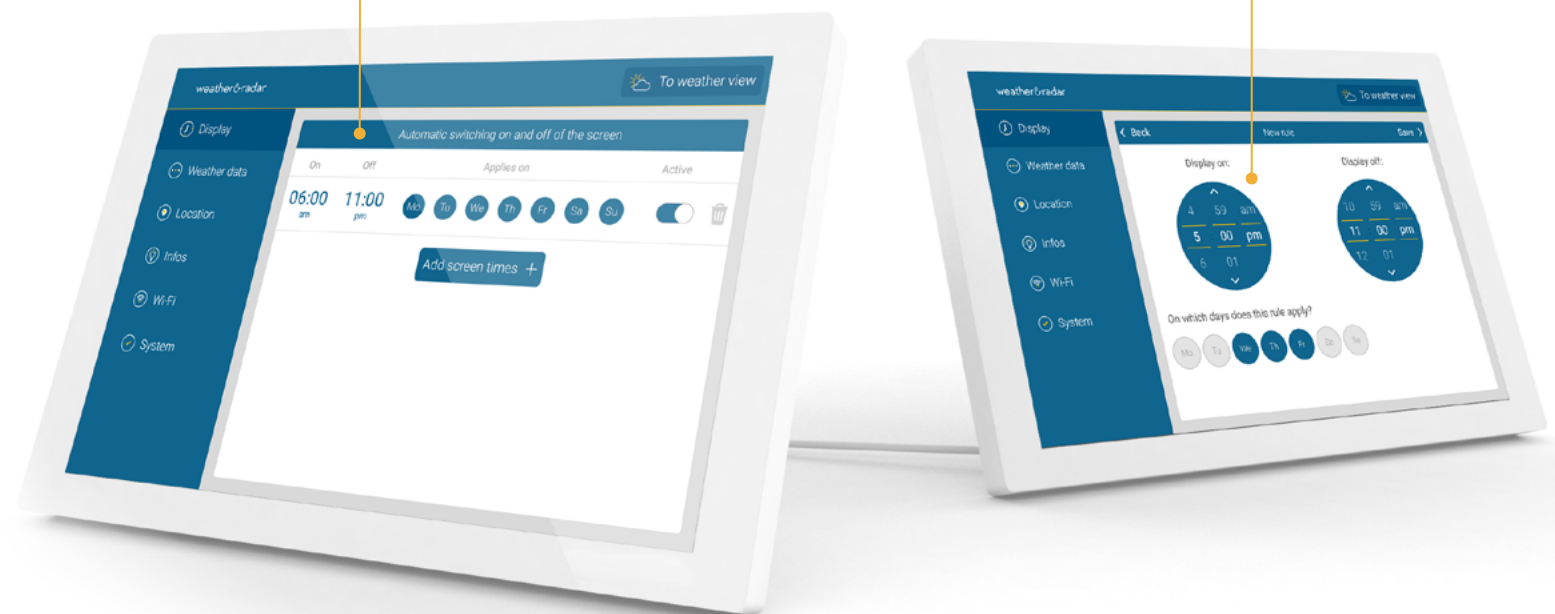 weather&radar
To weather view
Display
Weather data
Location
Infos
Wi-Fi
System
Automatic switching on and off of the screen
On Off Applies on Active
06:00 am 11:00 pm Mo Tu We Th Fr Sa Su
Add screen times +
weather&radar
To weather view
Display
Weather data
Location
Infos
Wi-Fi
System
< Back New rule Save >
Display on: Display off:
4 59 am 10 59 am
5 00 pm 11 00 pm
6 01 12 01
On which days does this rule apply?
Mo Tu We Th Fr Sa Su